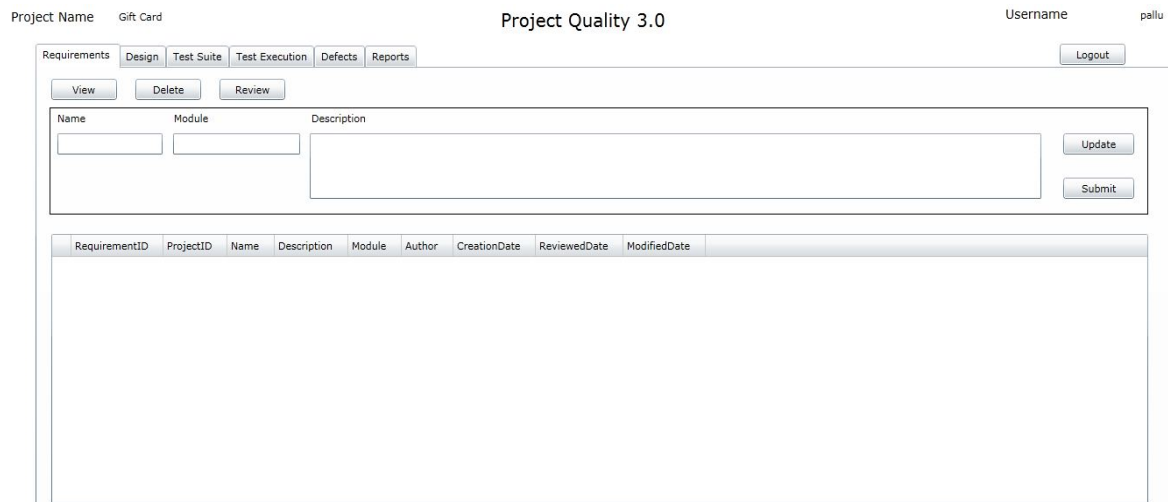 Project Name Gift Card Project Quality 3.0 Username pallu
Requirements Design Test Suite Test Execution Defects Reports Logout
View Delete Review
Name Module Description
Update
Submit
RequirementID ProjectID Name Description Module Author CreationDate ReviewedDate ModifiedDate